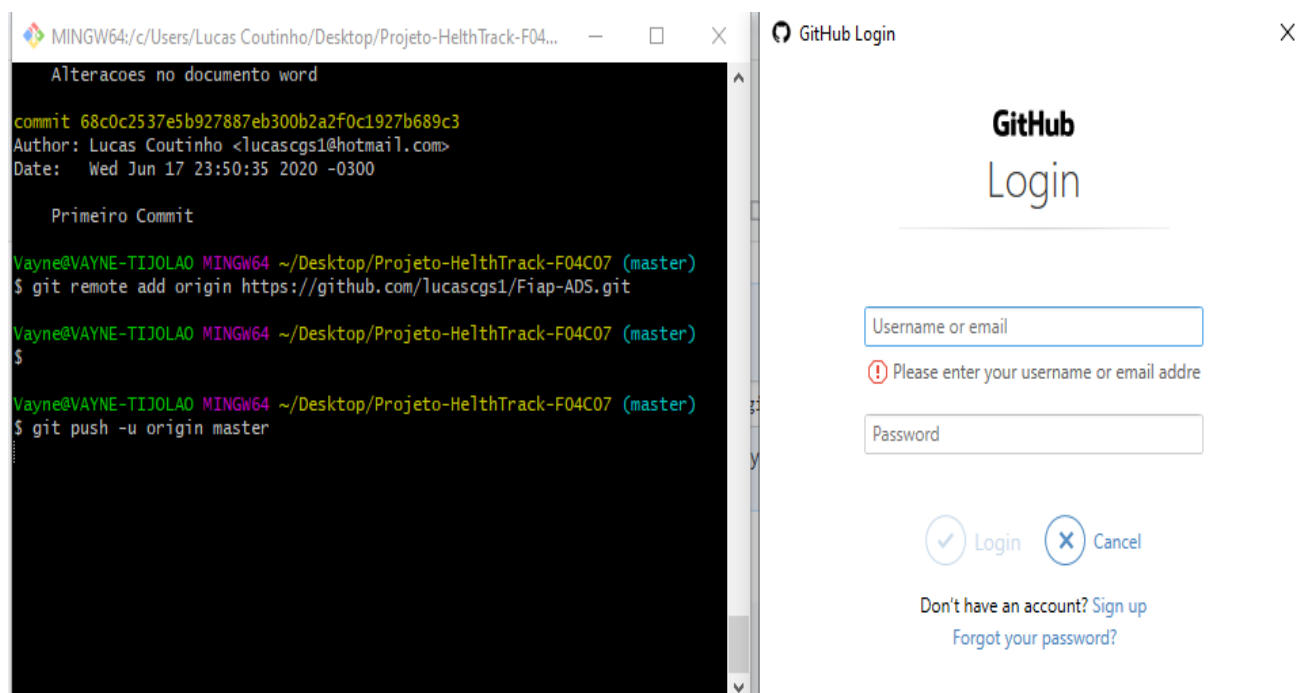 MINGW64:/c/Users/Lucas Coutinho/Desktop/Projeto-HelthTrack-F04...
Alteracoes no documento word
commit 68c0c2537e5b927887eb300b2a2f0c1927b689c3
Author: Lucas Coutinho <lucascgs1@hotmail.com>
Date:   Wed Jun 17 23:50:35 2020 -0300
Primeiro Commit
Vayne@VAYNE-TIJOLAO MINGW64 ~/Desktop/Projeto-HelthTrack-F04C07 (master)
$ git remote add origin https://github.com/lucascgs1/Fiap-ADS.git
Vayne@VAYNE-TIJOLAO MINGW64 ~/Desktop/Projeto-HelthTrack-F04C07 (master)
$
Vayne@VAYNE-TIJOLAO MINGW64 ~/Desktop/Projeto-HelthTrack-F04C07 (master)
$ git push -u origin master
GitHub Login
GitHub
Login
Username or email
Please enter your username or email addre
Password
Login
Cancel
Don't have an account? Sign up
Forgot your password?